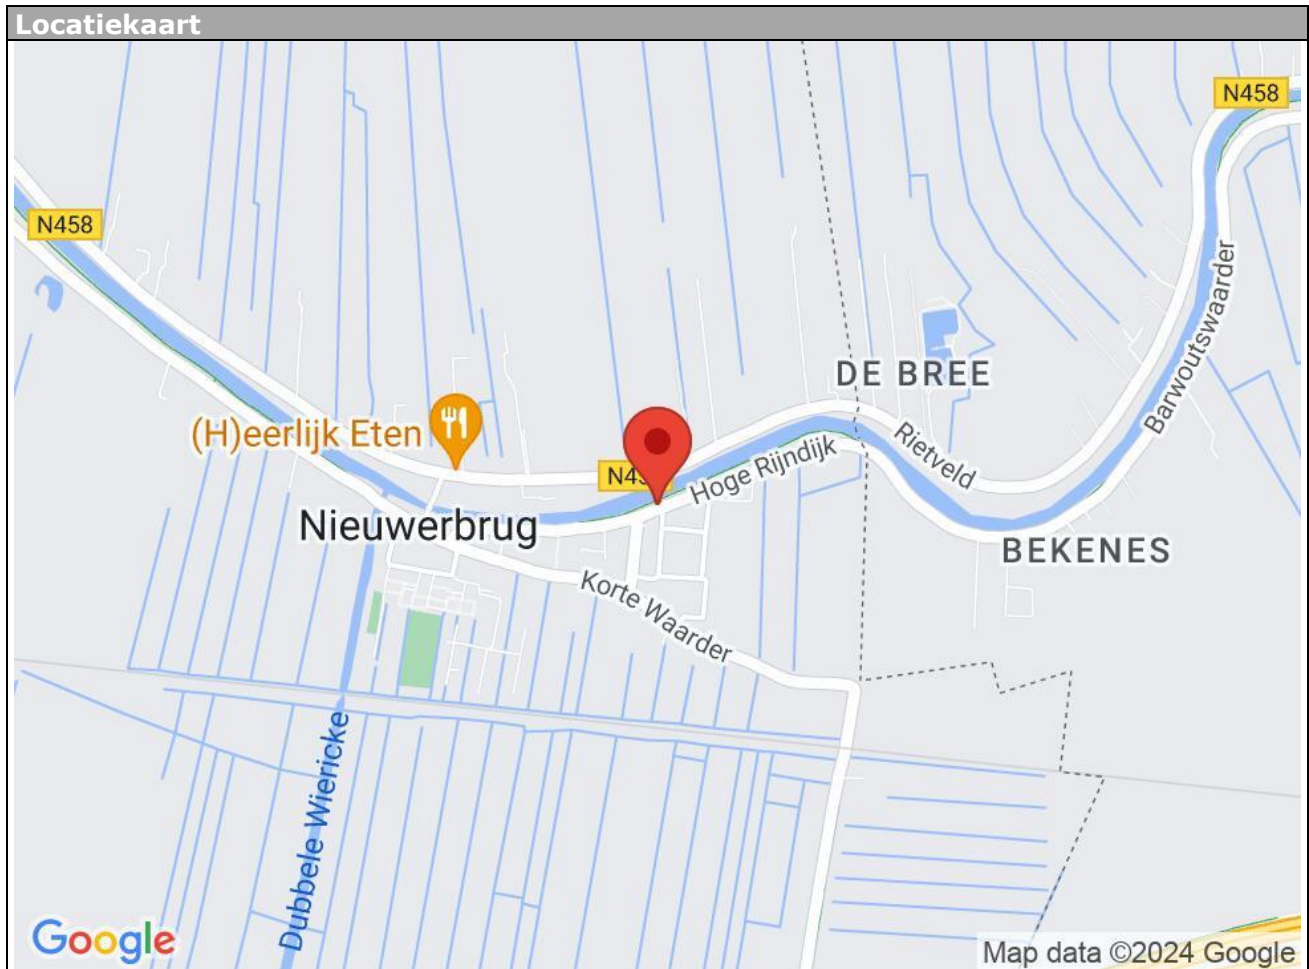 Locatiekaart
N458
N458
Barwoutswaarder
DE BREE
(H)eerlijk Eten
Rietveld
Hoge Rijndijk
Nieuwerbrug
BEKENES
Korte Waarder
Dubbele Wiericke
Google
Map data ©2024 Google